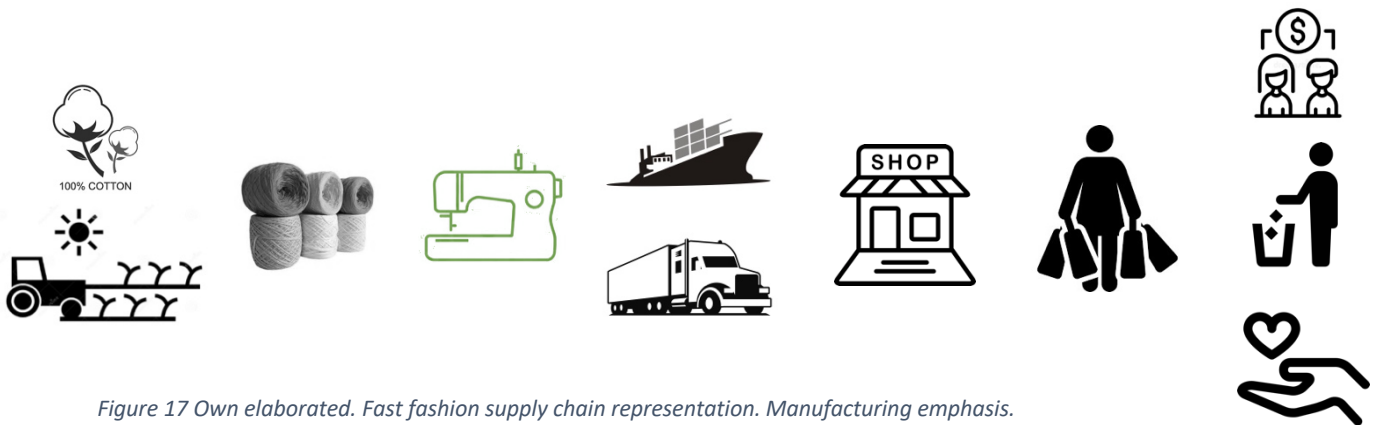 100% COTTON
SHOP
$
Figure 17 Own elaborated. Fast fashion supply chain representation. Manufacturing emphasis.